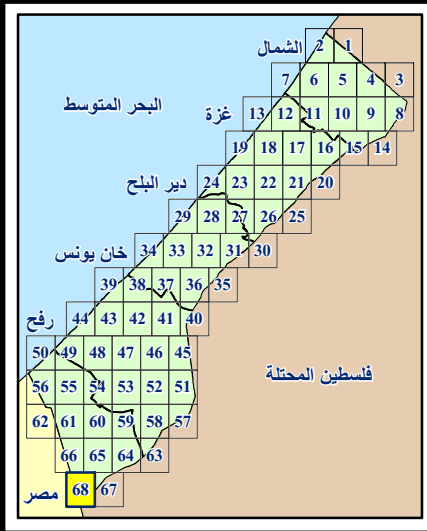 الشمال 2 1
7 6 5 4 3
البحر المتوسط
غزة 13 12 11 10 9 8
19 18 17 16 15 14
دير البلح 24 23 22 21 20
29 28 27 26 25
خان يونس 34 33 32 31 30
39 38 37 36 35
رفح 44 43 42 41 40
50 49 48 47 46 45
فلسطين المحتلة
56 55 54 53 52 51
62 61 60 59 58 57
66 65 64 63
مصر 68 67